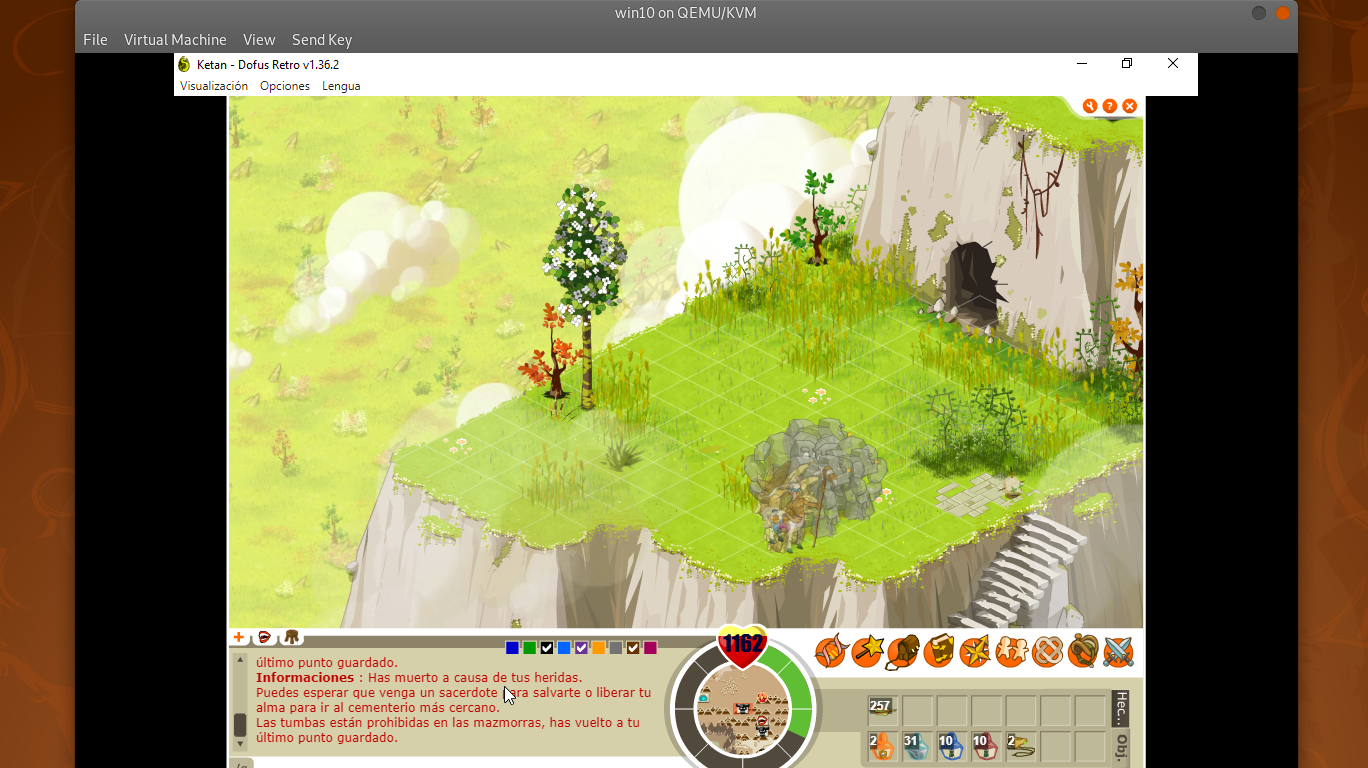 win10 on QEMU/KVM
File Virtual Machine View Send Key
Ketan - Dofus Retro v1.36.2
Visualización Opciones Lengua
1162
último punto guardado.
Informaciones : Has muerto a causa de tus heridas.
Puedes esperar que venga un sacerdote para salvarte o liberar tu
alma para ir al cementerio más cercano.
Las tumbas están prohibidas en las mazmorras, has vuelto a tu
último punto guardado.
257
Hec...
2 31 10 10 2
Obj.